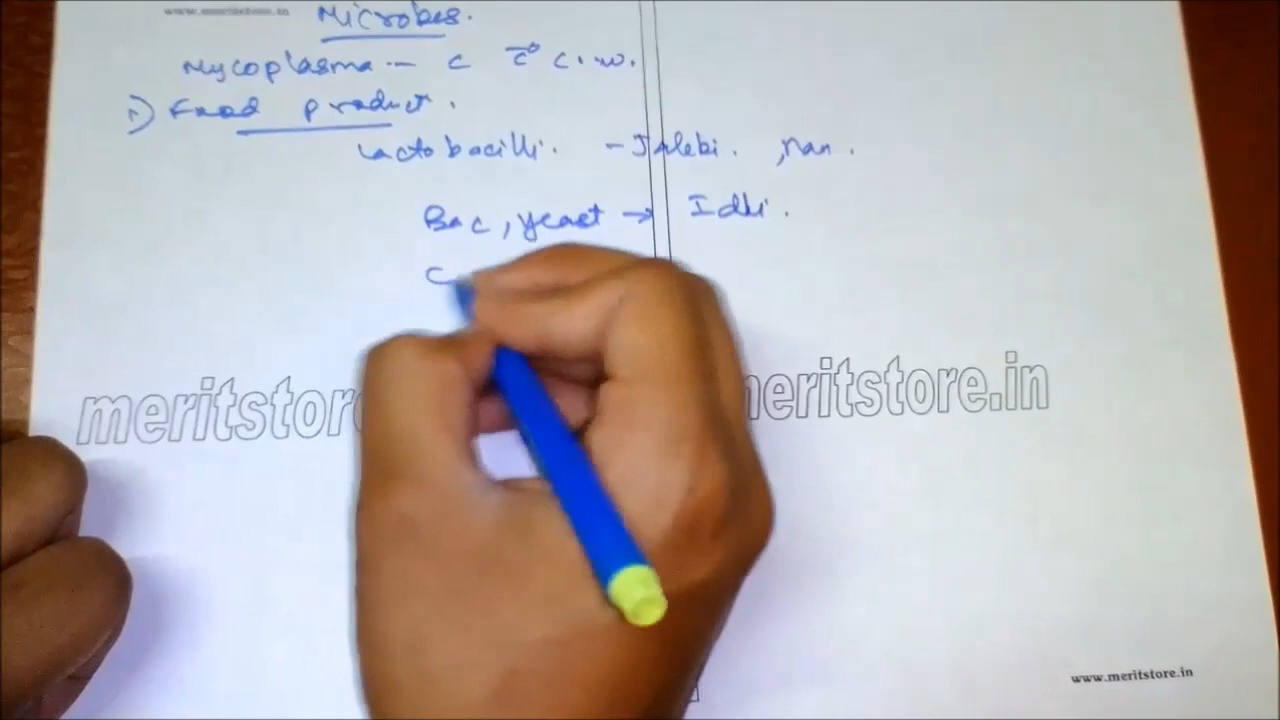 www.meritstore.in
Microbes.
Mycoplasma - c c° c.w.
1) Food product.
Lactobacilli. - Jalebi. , Nan.
Bac, yeast → Idli.
C
meritstore
meritstore.in
www.meritstore.in